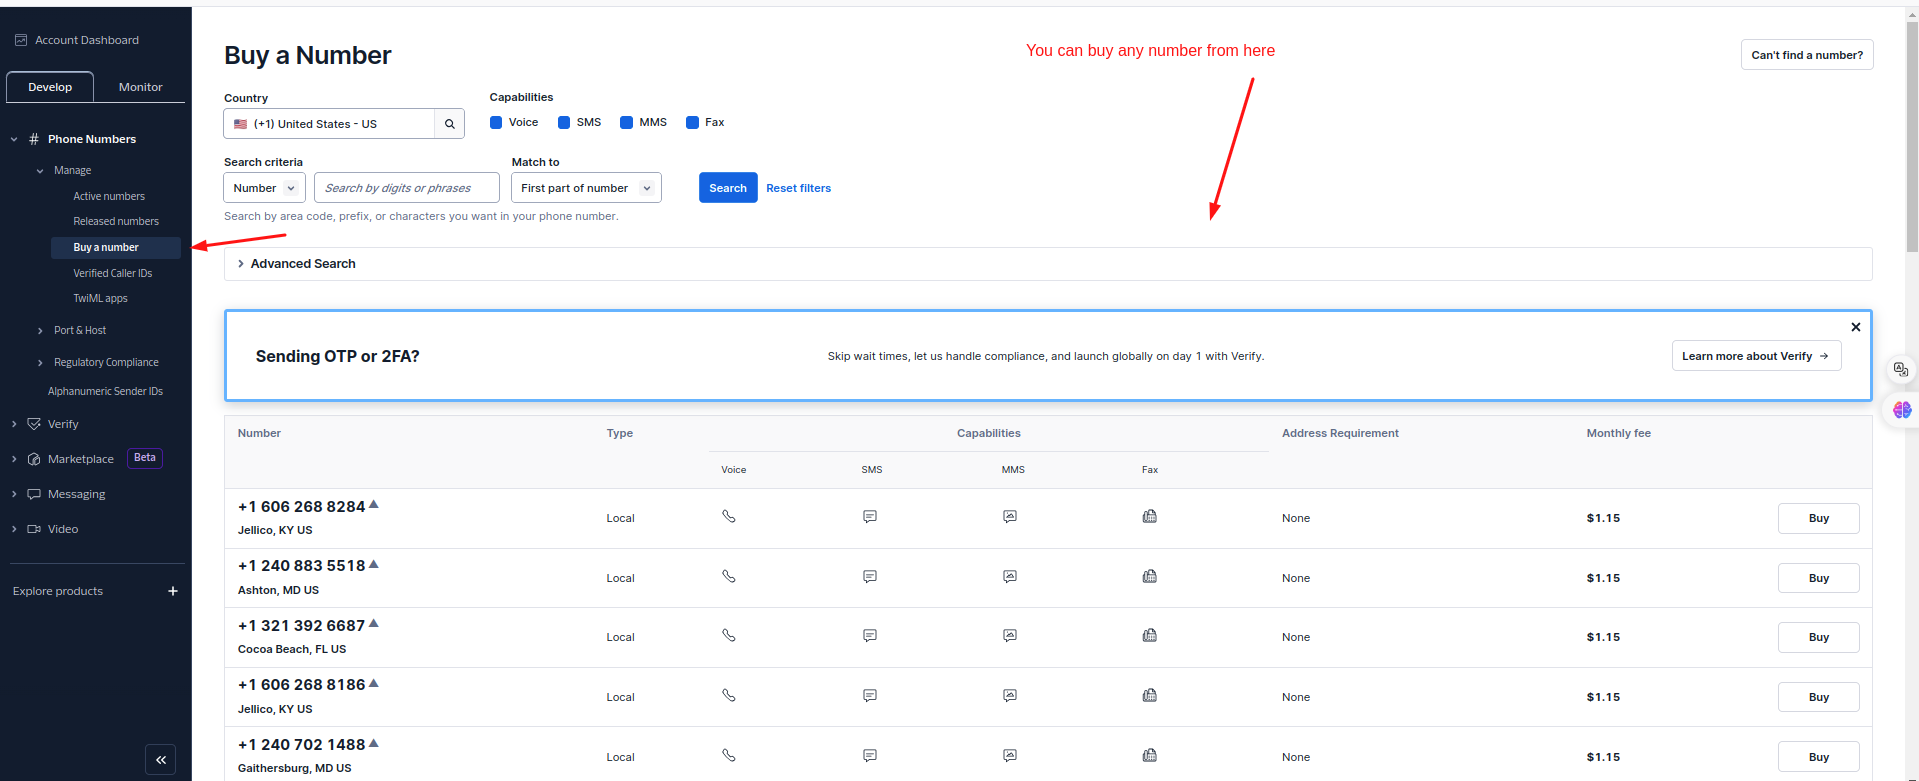 Account Dashboard
Develop Monitor
Phone Numbers
Manage
Active numbers
Released numbers
Buy a number
Verified Caller IDs
TwiML apps
Port & Host
Regulatory Compliance
Alphanumeric Sender IDs
Verify
Marketplace Beta
Messaging
Video
Explore products
Buy a Number
You can buy any number from here
Can't find a number?
Country
(+1) United States - US
Capabilities
Voice SMS MMS Fax
Search criteria Match to
Number Search by digits or phrases First part of number Search Reset filters
Search by area code, prefix, or characters you want in your phone number.
Advanced Search
Sending OTP or 2FA? Skip wait times, let us handle compliance, and launch globally on day 1 with Verify. Learn more about Verify →
Number Type Capabilities Address Requirement Monthly fee
Voice SMS MMS Fax
+1 606 268 8284
Jellico, KY US
Local None $1.15 Buy
+1 240 883 5518
Ashton, MD US
Local None $1.15 Buy
+1 321 392 6687
Cocoa Beach, FL US
Local None $1.15 Buy
+1 606 268 8186
Jellico, KY US
Local None $1.15 Buy
+1 240 702 1488
Gaithersburg, MD US
Local None $1.15 Buy